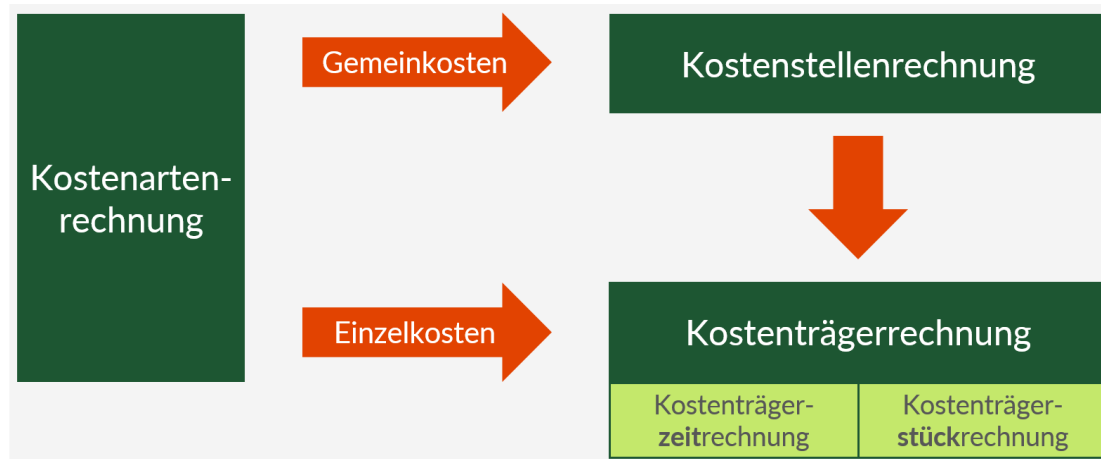 Gemeinkosten
Kostenstellenrechnung
Kostenarten-
rechnung
Einzelkosten
Kostenträgerrechnung
Kostenträger-
zeitrechnung
Kostenträger-
stückrechnung